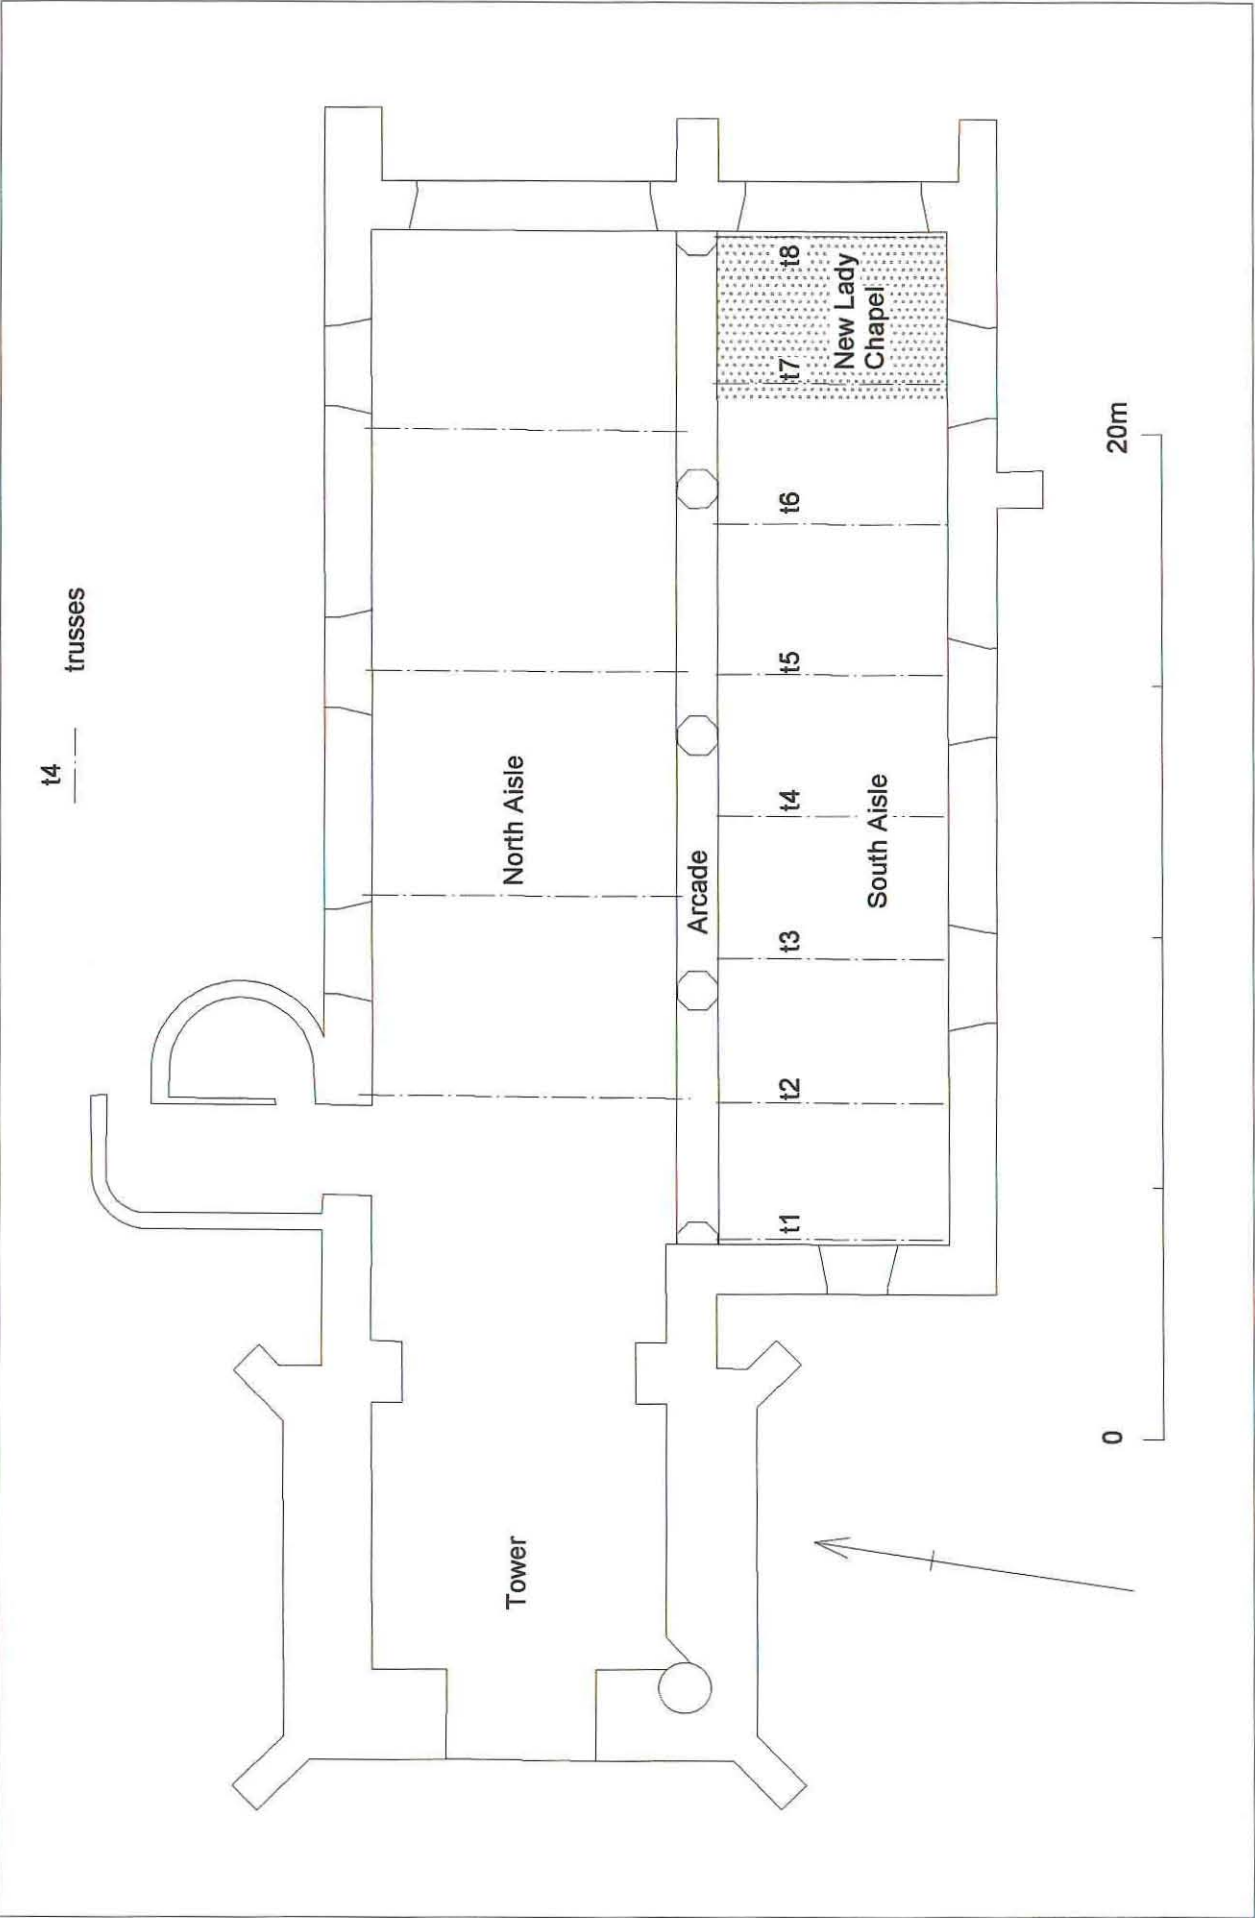 t4
trusses
Tower
North Aisle
Arcade
t1
t2
t3
t4
t5
t6
t7
t8
South Aisle
New Lady
Chapel
0
20m